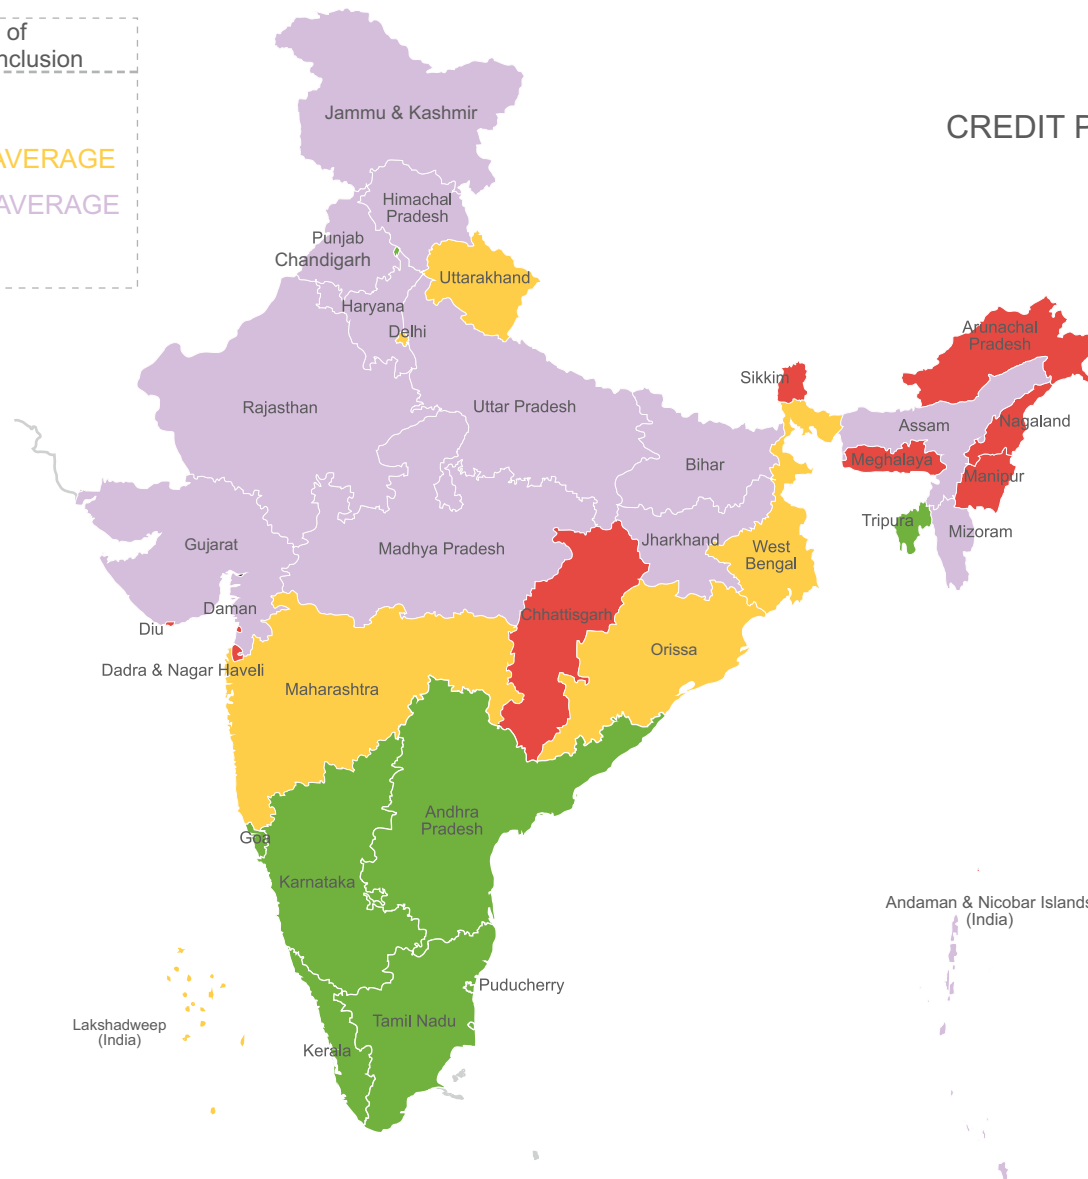 of
nclusion
AVERAGE
AVERAGE
CREDIT P
Jammu & Kashmir
Himachal
Pradesh
Punjab
Chandigarh
Uttarakhand
Haryana
Delhi
Rajasthan
Uttar Pradesh
Bihar
Sikkim
Arunachal
Pradesh
Assam
Nagaland
Meghalaya
Manipur
Tripura
Mizoram
Gujarat
Madhya Pradesh
Jharkhand
West
Bengal
Daman
Diu
Chhattisgarh
Dadra & Nagar Haveli
Maharashtra
Orissa
Andhra
Pradesh
Goa
Karnataka
Andaman & Nicobar Islands
(India)
Puducherry
Lakshadweep
(India)
Tamil Nadu
Kerala